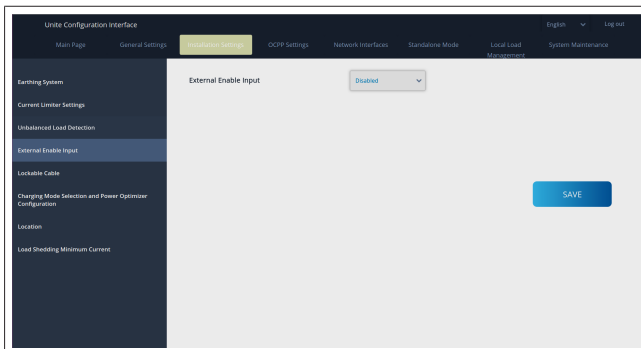 Unite Configuration Interface
English
Log out
Main Page
General Settings
Installation Settings
OCPP Settings
Network Interfaces
Standalone Mode
Local Load
Management
System Maintenance
Earthing System
Current Limiter Settings
Unbalanced Load Detection
External Enable Input
Lockable Cable
Charging Mode Selection and Power Optimizer
Configuration
Location
Load Shedding Minimum Current
External Enable Input
Disabled
SAVE